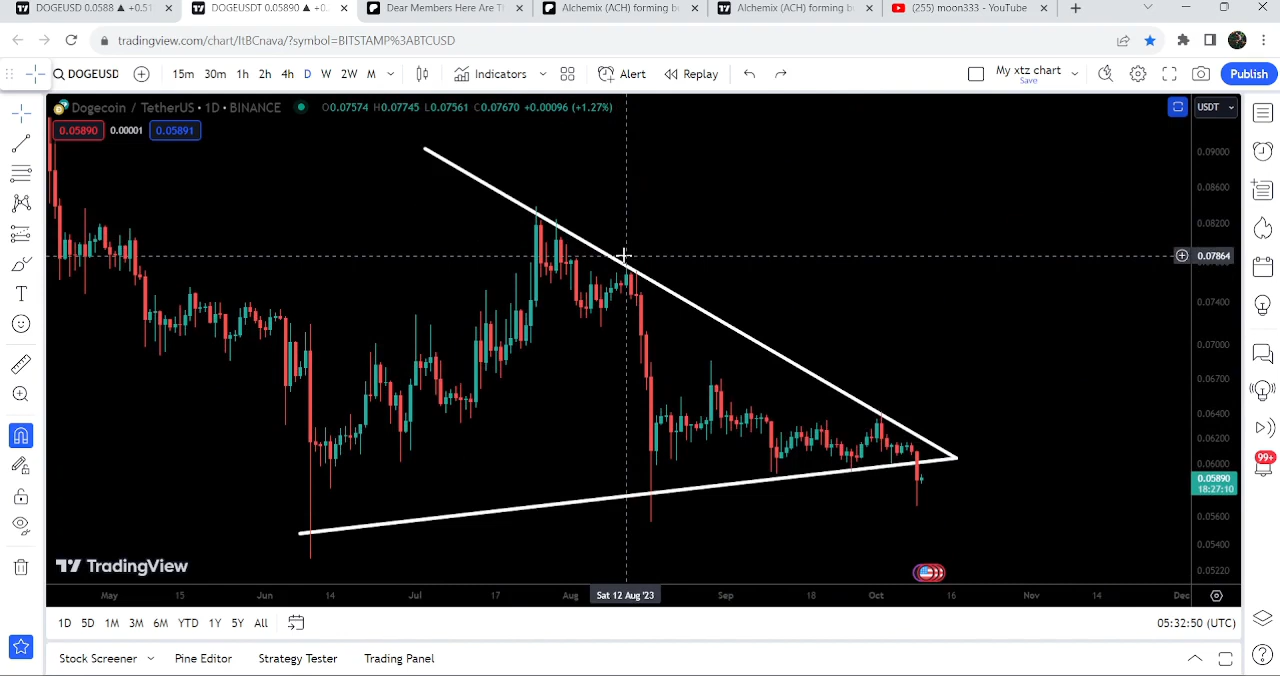 DOGEUSD 0.0588 ▲ +0.51
DOGEUSDT 0.05890 ▲ +0.
Dear Members Here Are T
Alchemix (ACH) forming b
Alchemix (ACH) forming bu
(255) moon333 - YouTube
tradingview.com/chart/ItBCnava/?symbol=BITSTAMP%3ABTCUSD
DOGEUSD 15m 30m 1h 2h 4h D W 2W M Indicators Alert Replay My xtz chart Save Publish
Dogecoin / TetherUS • 1D • BINANCE O0.07574 H0.07745 L0.07561 C0.07670 +0.00096 (+1.27%) USDT
0.05890 0.00001 0.05891
0.09000
0.08600
0.08200
0.07864
0.07400
0.07000
0.06700
0.06400
0.06200
0.06000
99+
0.05890
18:27:10
0.05600
0.05400
0.05220
TradingView
May 15 Jun 14 Jul 17 Aug Sat 12 Aug '23 Sep 18 Oct 16 Nov 14 Dec
1D 5D 1M 3M 6M YTD 1Y 5Y All 05:32:50 (UTC)
Stock Screener Pine Editor Strategy Tester Trading Panel